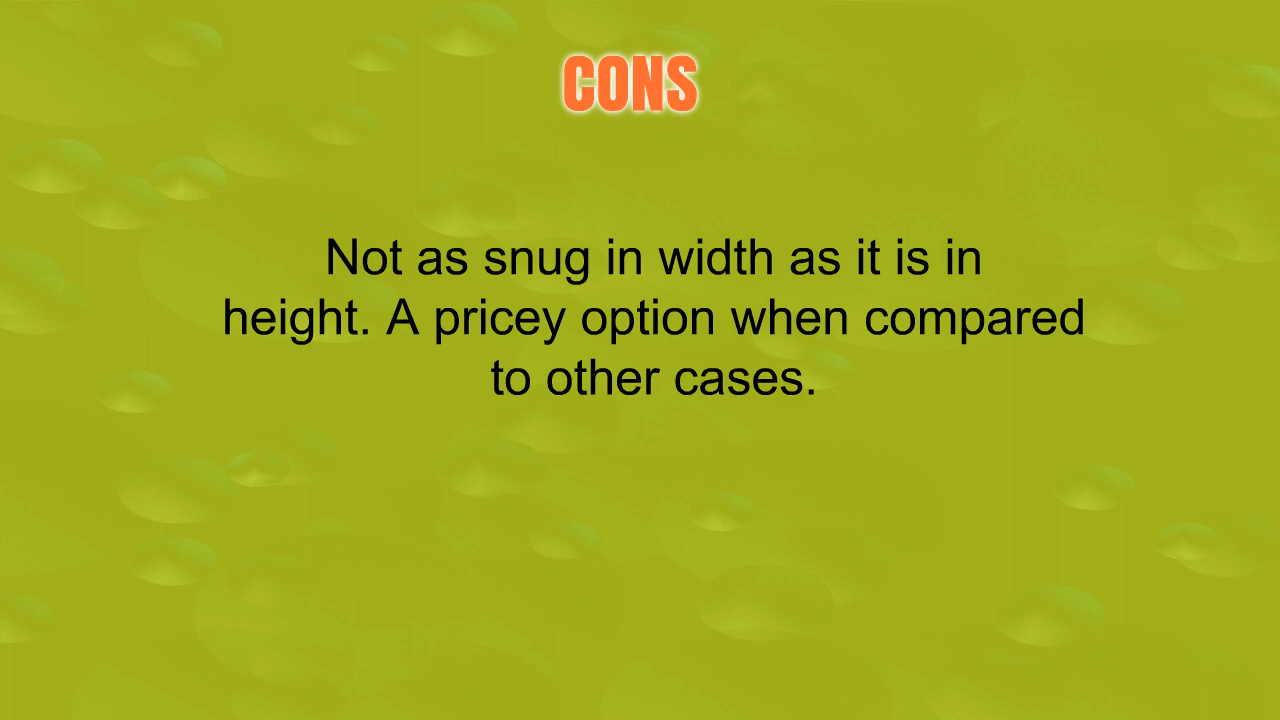 CONS
Not as snug in width as it is in
height. A pricey option when compared
to other cases.